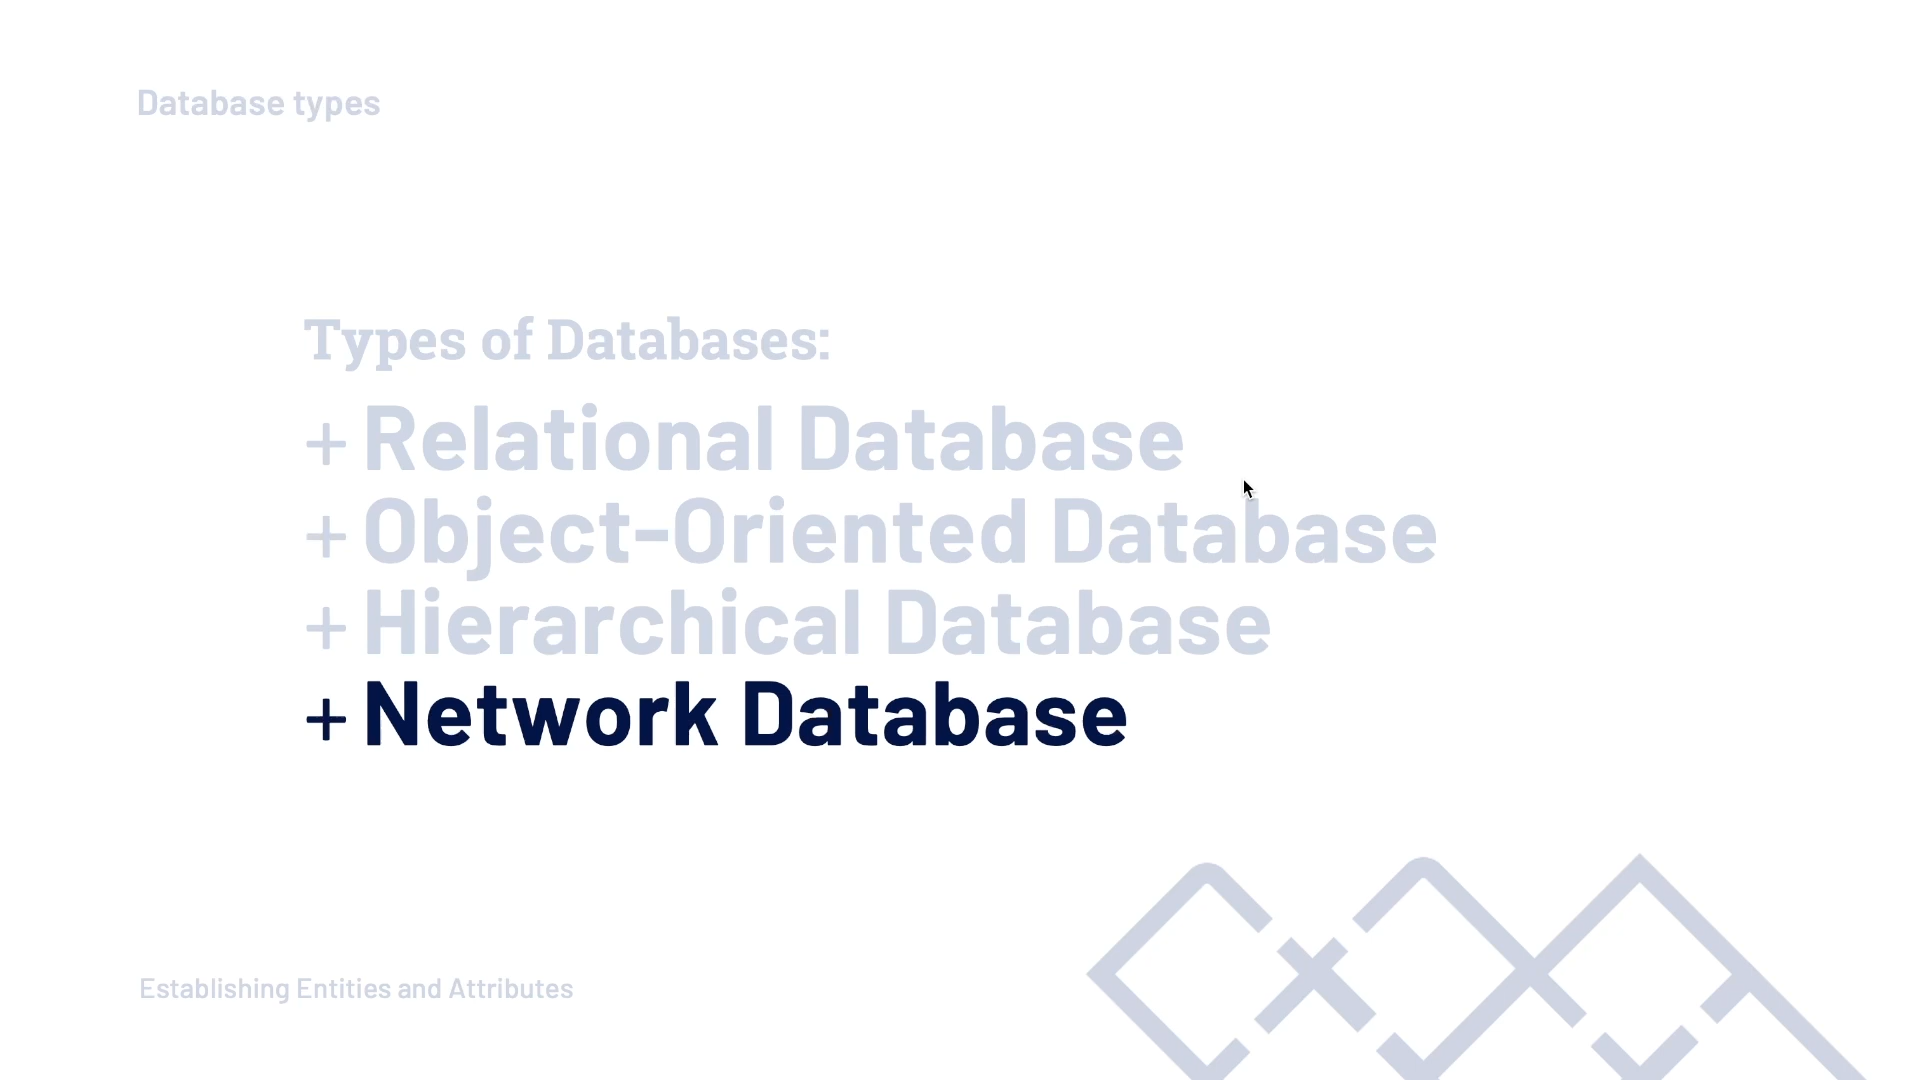 Database types
Types of Databases:
+ Relational Database
+ Object-Oriented Database
+ Hierarchical Database
+ Network Database
Establishing Entities and Attributes